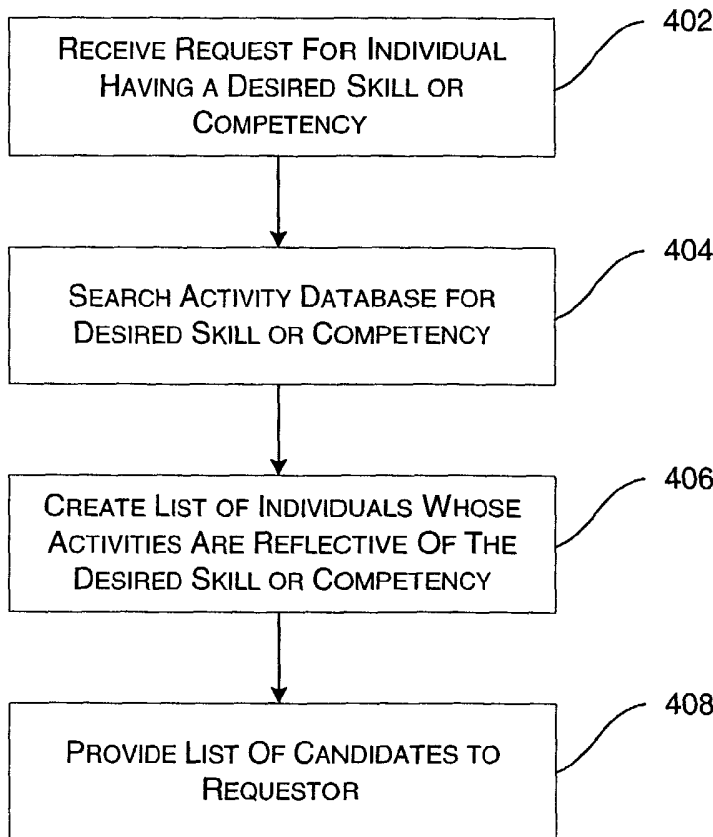 402
RECEIVE REQUEST FOR INDIVIDUAL
HAVING A DESIRED SKILL OR
COMPETENCY
404
SEARCH ACTIVITY DATABASE FOR
DESIRED SKILL OR COMPETENCY
406
CREATE LIST OF INDIVIDUALS WHOSE
ACTIVITIES ARE REFLECTIVE OF THE
DESIRED SKILL OR COMPETENCY
408
PROVIDE LIST OF CANDIDATES TO
REQUESTOR